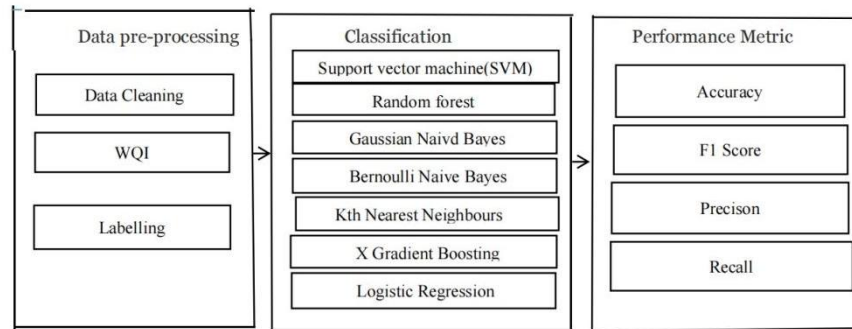 Data pre-processing
Data Cleaning
WQI
Labelling
Classification
Support vector machine(SVM)
Random forest
Gaussian Naivd Bayes
Bernoulli Naive Bayes
Kth Nearest Neighbours
X Gradient Boosting
Logistic Regression
Performance Metric
Accuracy
F1 Score
Precison
Recall